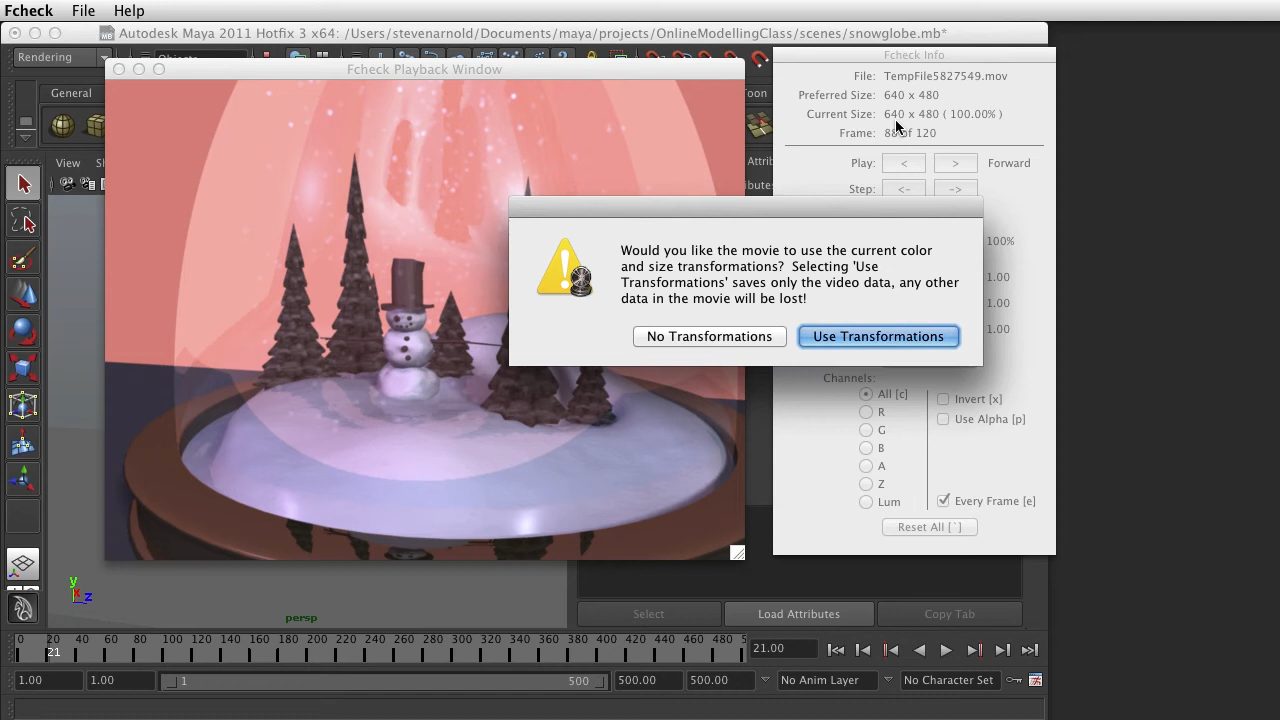 Fcheck File Help
Autodesk Maya 2011 Hotfix 3 x64: /Users/stevenarnold/Documents/maya/projects/OnlineModellingClass/scenes/snowglobe.mb*
Rendering
Fcheck Info
Fcheck Playback Window
File: TempFile5827549.mov
General
Toon
Preferred Size: 640 x 480
Current Size: 640 x 480 ( 100.00% )
Frame: 88 of 120
View
Play: < > Forward
Step: <- ->
100%
Would you like the movie to use the current color
and size transformations? Selecting 'Use
Transformations' saves only the video data, any other
data in the movie will be lost!
1.00
1.00
1.00
No Transformations Use Transformations
Channels:
All [c]
R
G
B
A
Z
Lum
Invert [x]
Use Alpha [p]
Every Frame [e]
Reset All [`]
y
x
z
persp
Select Load Attributes Copy Tab
0 20 40 60 80 100 120 140 160 180 200 220 240 260 280 300 320 340 360 380 400 420 440 460 480
21
21.00
1.00 1.00 1 500 500.00 500.00 No Anim Layer No Character Set